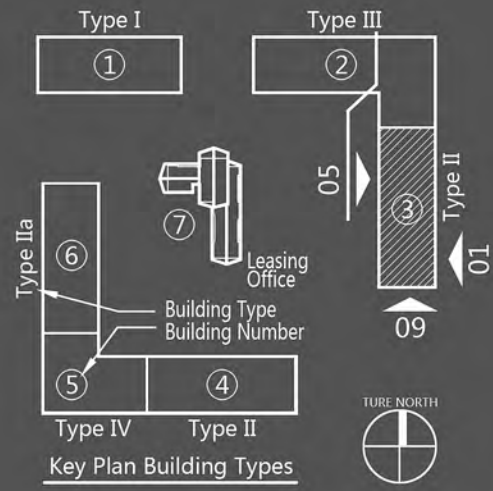 Type I
Type III
①
②
05
③
Type II
01
09
⑦
Leasing
Office
Type IIa
⑥
Building Type
Building Number
⑤
④
Type IV
Type II
TURE NORTH
Key Plan Building Types